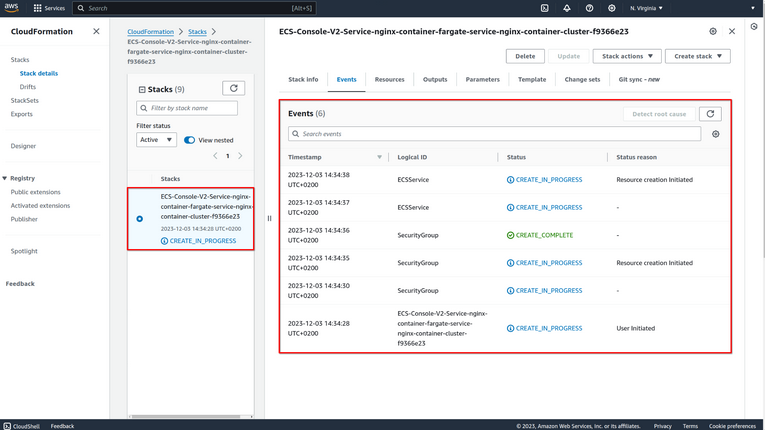 aws
Services
Search
[Alt+S]
N. Virginia
CloudFormation
Stacks
Stack details
Drifts
StackSets
Exports
Designer
Registry
Public extensions
Activated extensions
Publisher
Spotlight
Feedback
CloudFormation
Stacks
ECS-Console-V2-Service-nginx-container-
fargate-service-nginx-container-cluster-
f9366e23
Stacks (9)
Filter by stack name
Filter status
Active
View nested
1
Stacks
ECS-Console-V2-Service-nginx-
container-fargate-service-nginx-
container-cluster-f9366e23
2023-12-03 14:34:28 UTC+0200
CREATE_IN_PROGRESS
ECS-Console-V2-Service-nginx-container-fargate-service-nginx-container-cluster-f9366e23
Delete
Update
Stack actions
Create stack
Stack info
Events
Resources
Outputs
Parameters
Template
Change sets
Git sync - new
Events (6)
Detect root cause
Search events
Timestamp
Logical ID
Status
Status reason
2023-12-03 14:34:38
UTC+0200
ECSService
CREATE_IN_PROGRESS
Resource creation Initiated
2023-12-03 14:34:37
UTC+0200
ECSService
CREATE_IN_PROGRESS
-
2023-12-03 14:34:36
UTC+0200
SecurityGroup
CREATE_COMPLETE
-
2023-12-03 14:34:35
UTC+0200
SecurityGroup
CREATE_IN_PROGRESS
Resource creation Initiated
2023-12-03 14:34:30
UTC+0200
SecurityGroup
CREATE_IN_PROGRESS
-
2023-12-03 14:34:28
UTC+0200
ECS-Console-V2-Service-nginx-
container-fargate-service-
nginx-container-cluster-
f9366e23
CREATE_IN_PROGRESS
User Initiated
CloudShell
Feedback
© 2023, Amazon Web Services, Inc. or its affiliates.
Privacy
Terms
Cookie preferences